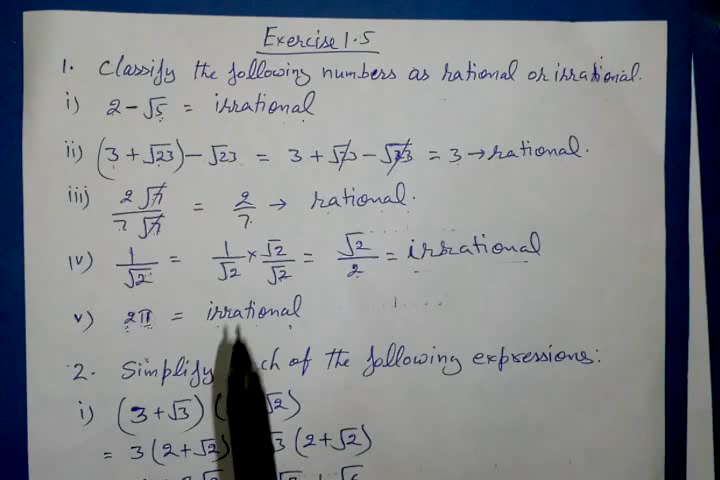 Exercise 1.5
1. Classify the following numbers as rational or irrational.
i) 2 - √5 = irrational
ii) (3 + √23) - √23 = 3 + √23 - √23 = 3 → rational.
iii) 2√7 / 7√7 = 2/7 → rational.
iv) 1/√2 = 1/√2 × √2/√2 = √2/2 = irrational
v) 2π = irrational
2. Simplify of the following expressions:
i) (3 + √3) ( √2)
= 3(2 + √2) √3 (2 + √2)